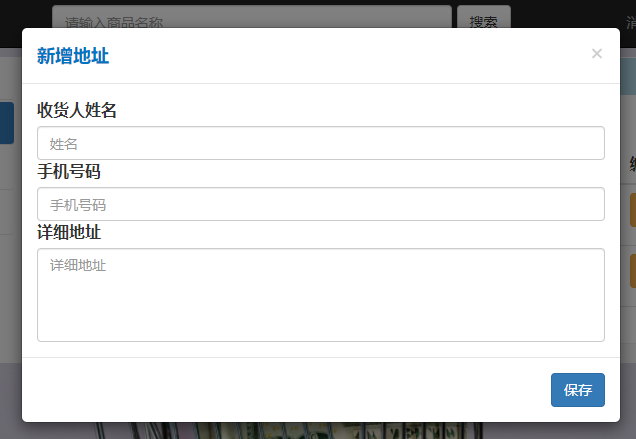 请输入商品名称
搜索
新增地址
×
收货人姓名
姓名
手机号码
手机号码
详细地址
详细地址
保存